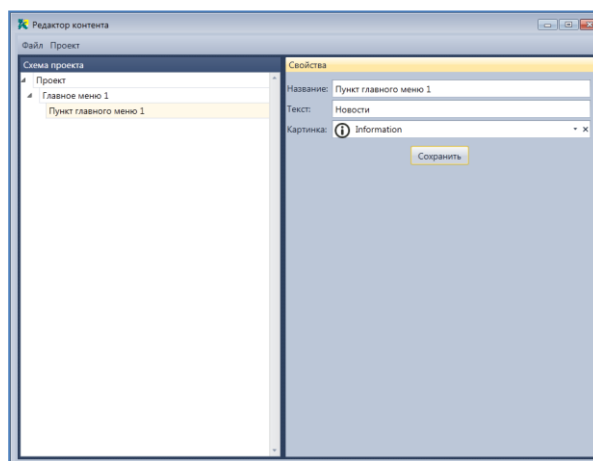 Редактор контента
Файл Проект
Схема проекта
Проект
Главное меню 1
Пункт главного меню 1
Свойства
Название: Пункт главного меню 1
Текст: Новости
Картинка: Information
Сохранить